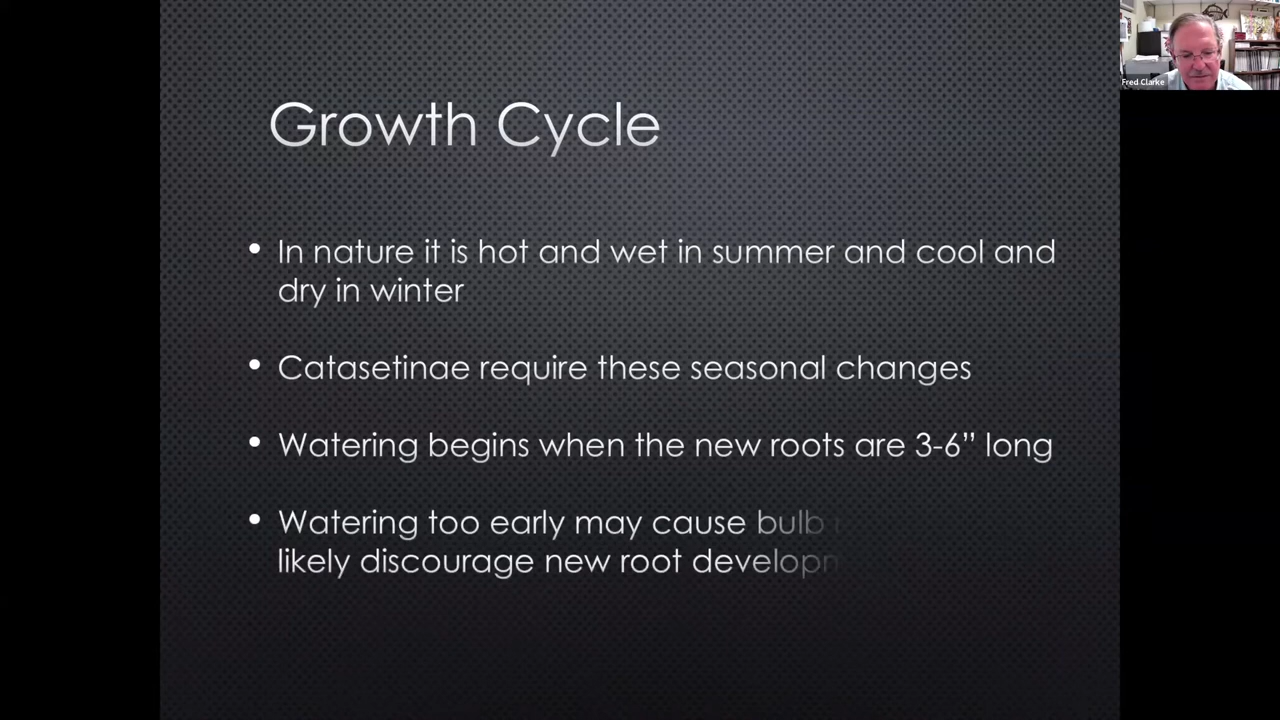 Fred Clarke
Growth Cycle
• In nature it is hot and wet in summer and cool and
dry in winter
• Catasetinae require these seasonal changes
• Watering begins when the new roots are 3-6” long
• Watering too early may cause bulb
likely discourage new root